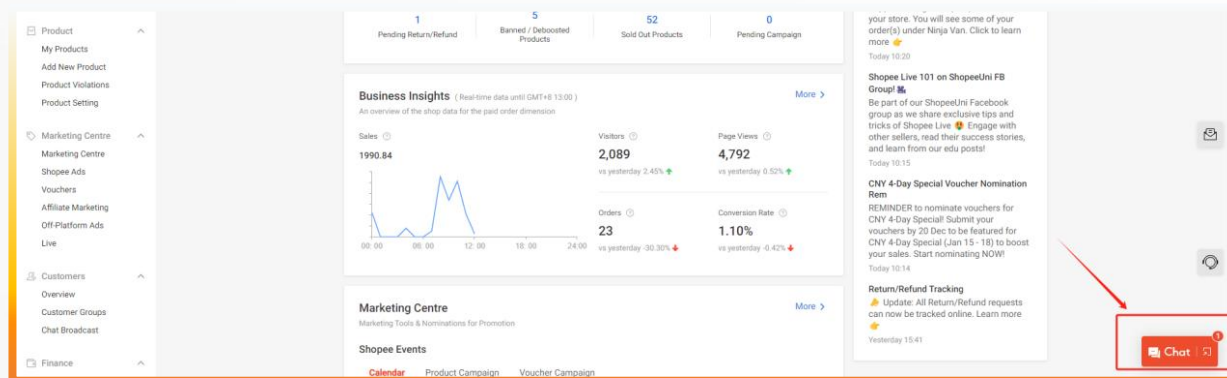 Product
My Products
Add New Product
Product Violations
Product Setting
Marketing Centre
Marketing Centre
Shopee Ads
Vouchers
Affiliate Marketing
Off-Platform Ads
Live
Customers
Overview
Customer Groups
Chat Broadcast
Finance
1
Pending Return/Refund
5
Banned / Deboosted
Products
52
Sold Out Products
0
Pending Campaign
Business Insights ( Real-time data until GMT+8 13:00 )
More >
An overview of the shop data for the paid order dimension
Sales
1990.84
00: 00 06: 00 12: 00 18: 00 24:00
Visitors
2,089
vs yesterday 2.45%
Page Views
4,792
vs yesterday 0.52%
Orders
23
vs yesterday -30.30%
Conversion Rate
1.10%
vs yesterday -0.42%
Marketing Centre
More >
Marketing Tools & Nominations for Promotion
Shopee Events
Calendar Product Campaign Voucher Campaign
your store. You will see some of your
order(s) under Ninja Van. Click to learn
more
Today 10:20
Shopee Live 101 on ShopeeUni FB
Group!
Be part of our ShopeeUni Facebook
group as we share exclusive tips and
tricks of Shopee Live Engage with
other sellers, read their success stories,
and learn from our edu posts!
Today 10:15
CNY 4-Day Special Voucher Nomination
Rem
REMINDER to nominate vouchers for
CNY 4-Day Special! Submit your
vouchers by 20 Dec to be featured for
CNY 4-Day Special (Jan 15 - 18) to boost
your sales. Start nominating NOW!
Today 10:14
Return/Refund Tracking
Update: All Return/Refund requests
can now be tracked online. Learn more
Yesterday 15:41
Chat